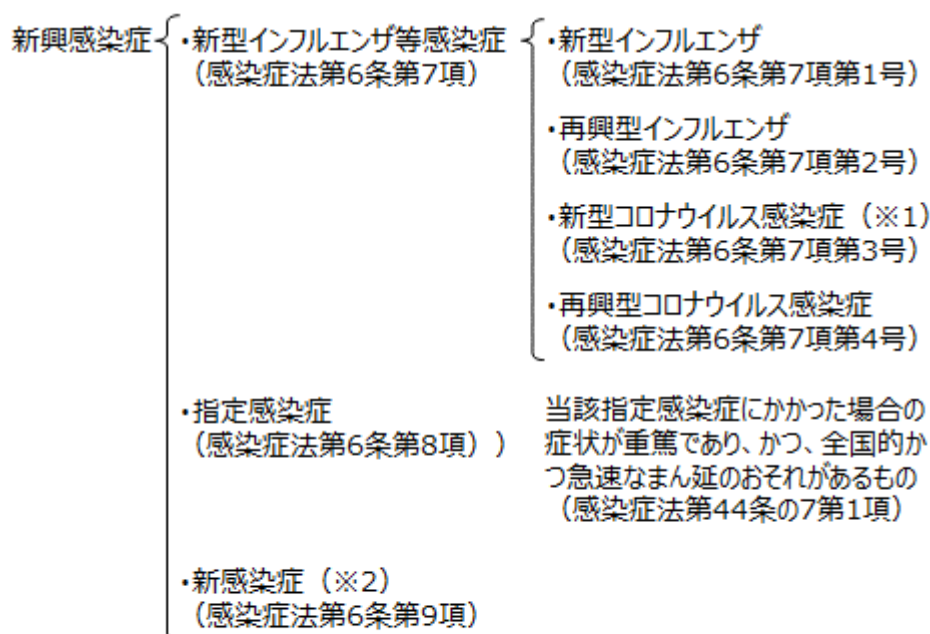 新興感染症
・新型インフルエンザ等感染症
（感染症法第6条第7項）
・新型インフルエンザ
（感染症法第6条第7項第1号）
・再興型インフルエンザ
（感染症法第6条第7項第2号）
・新型コロナウイルス感染症（※1）
（感染症法第6条第7項第3号）
・再興型コロナウイルス感染症
（感染症法第6条第7項第4号）
・指定感染症
（感染症法第6条第8項））
当該指定感染症にかかった場合の
症状が重篤であり、かつ、全国的か
つ急速なまん延のおそれがあるもの
（感染症法第44条の7第1項）
・新感染症（※2）
（感染症法第6条第9項）